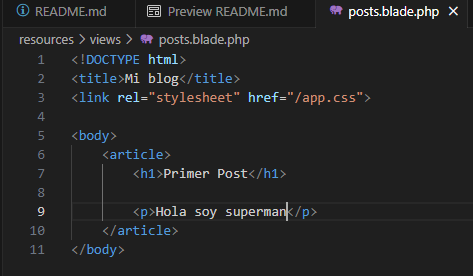 README.md Preview README.md posts.blade.php
resources > views > posts.blade.php
1 <!DOCTYPE html>
2 <title>Mi blog</title>
3 <link rel="stylesheet" href="/app.css">
4
5 <body>
6 <article>
7 <h1>Primer Post</h1>
8
9 <p>Hola soy superman</p>
10 </article>
11 </body>